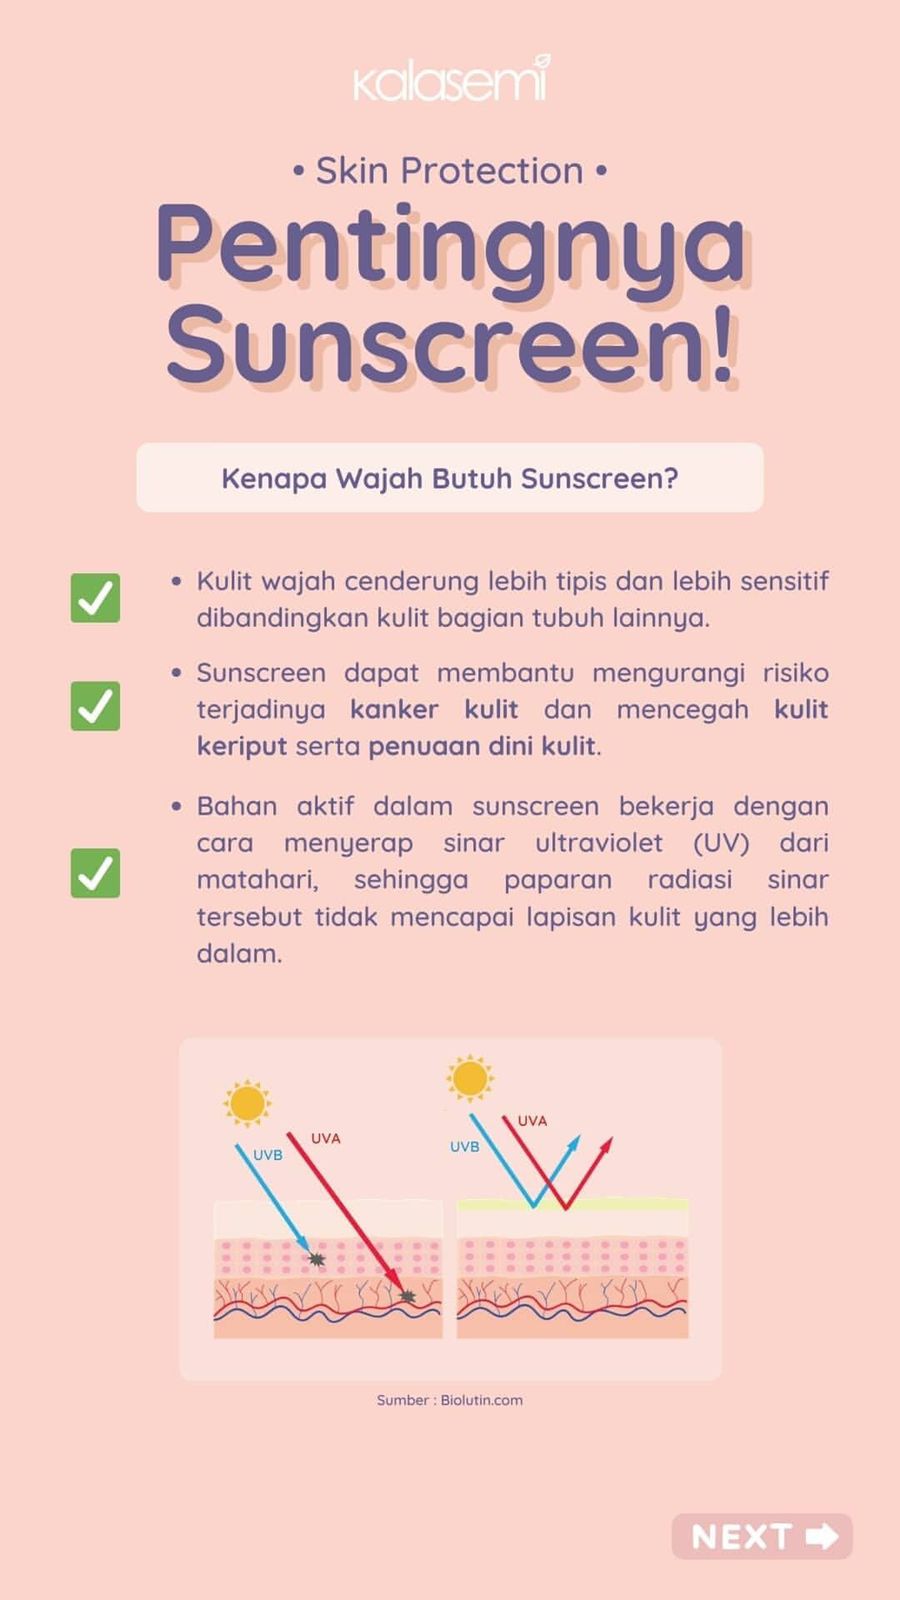 kalasemi
• Skin Protection •
Pentingnya
Sunscreen!
Kenapa Wajah Butuh Sunscreen?
• Kulit wajah cenderung lebih tipis dan lebih sensitif
dibandingkan kulit bagian tubuh lainnya.
• Sunscreen dapat membantu mengurangi risiko
terjadinya kanker kulit dan mencegah kulit
keriput serta penuaan dini kulit.
• Bahan aktif dalam sunscreen bekerja dengan
cara menyerap sinar ultraviolet (UV) dari
matahari, sehingga paparan radiasi sinar
tersebut tidak mencapai lapisan kulit yang lebih
dalam.
UVB
UVA
UVB
UVA
Sumber : Biolutin.com
NEXT